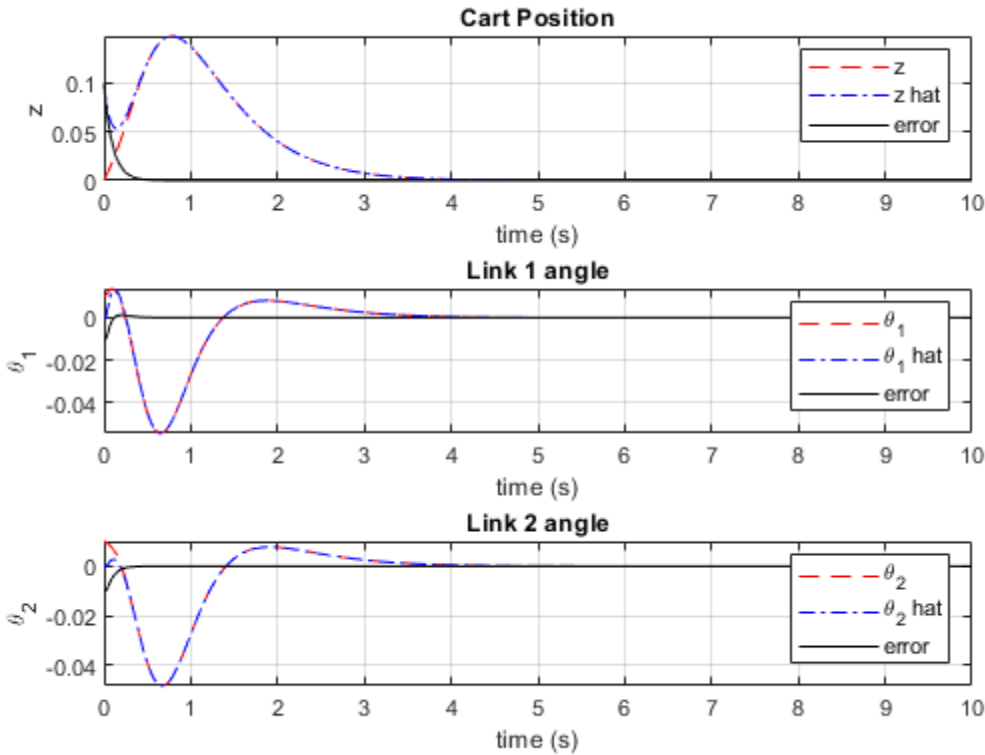 Cart Position
z
0.1
0.05
0
z
z hat
error
0 1 2 3 4 5 6 7 8 9 10
time (s)
Link 1 angle
θ1
0
-0.02
-0.04
θ1
θ1 hat
error
0 1 2 3 4 5 6 7 8 9 10
time (s)
Link 2 angle
θ2
0
-0.02
-0.04
θ2
θ2 hat
error
0 1 2 3 4 5 6 7 8 9 10
time (s)